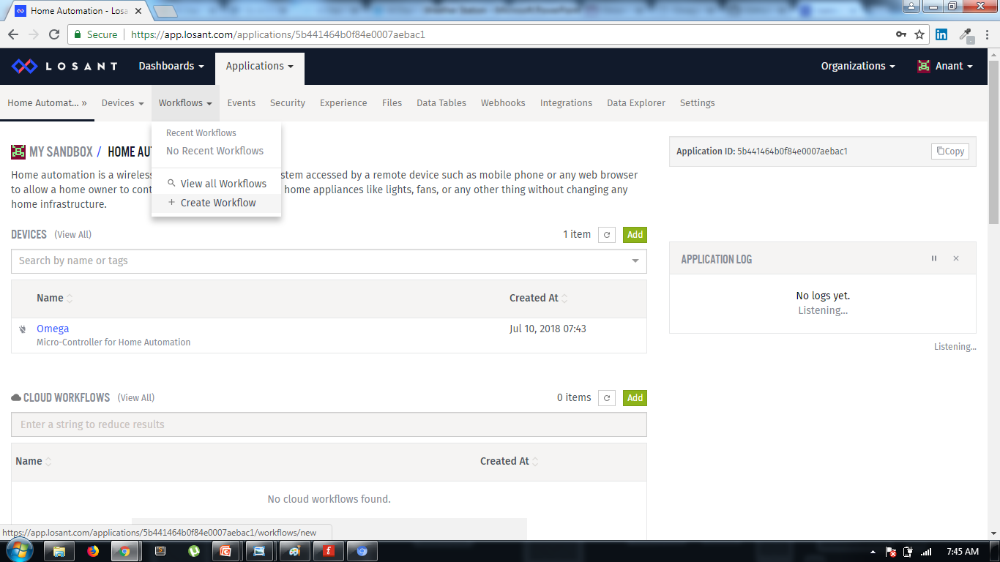 Home Automation - Losa
Secure
https://app.losant.com/applications/5b441464b0f84e0007aebac1
LOSANT
Dashboards
Applications
Organizations
Anant
Home Automat... »
Devices
Workflows
Events
Security
Experience
Files
Data Tables
Webhooks
Integrations
Data Explorer
Settings
Recent Workflows
No Recent Workflows
View all Workflows
+ Create Workflow
MY SANDBOX / HOME AU
Home automation is a wireles stem accessed by a remote device such as mobile phone or any web browser
to allow a home owner to cont home appliances like lights, fans, or any other thing without changing any
home infrastructure.
Application ID: 5b441464b0f84e0007aebac1
Copy
DEVICES (View All)
1 item
Add
Search by name or tags
Name
Created At
Omega
Jul 10, 2018 07:43
Micro-Controller for Home Automation
APPLICATION LOG
No logs yet.
Listening...
Listening...
CLOUD WORKFLOWS (View All)
0 items
Add
Enter a string to reduce results
Name
Created At
No cloud workflows found.
https://app.losant.com/applications/5b441464b0f84e0007aebac1/workflows/new
7:45 AM